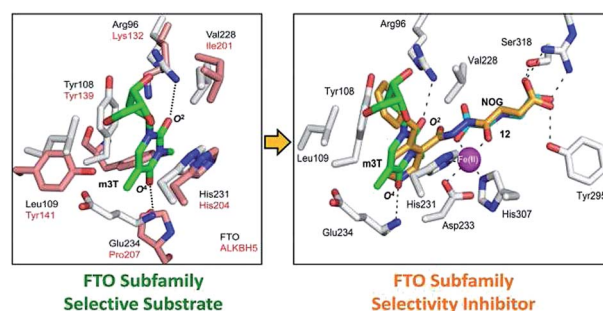 Arg96
Lys132
Val228
Ile201
Tyr108
Tyr139
O²
m3T
O⁴
His231
His204
Leu109
Tyr141
Glu234
Pro207
FTO
ALKBH5
FTO Subfamily
Selective Substrate
Arg96
Ser318
Val228
Tyr108
NOG
O²
12
Leu109
m3T
Fe(II)
O⁴
His231
Tyr295
Glu234
Asp233
His307
FTO Subfamily
Selectivity Inhibitor